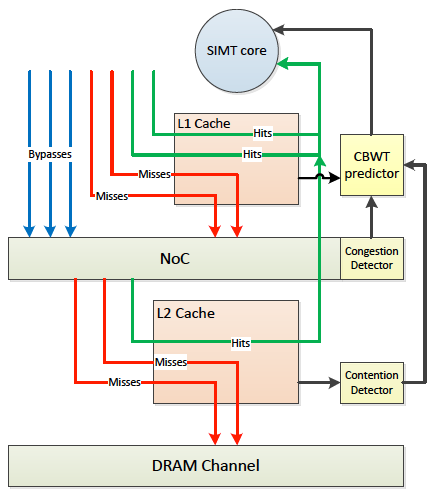 SIMT core
L1 Cache
Hits
Bypasses
Hits
CBWT
predictor
Misses
Misses
NoC
Congestion
Detector
L2 Cache
Hits
Misses
Misses
Contention
Detector
DRAM Channel